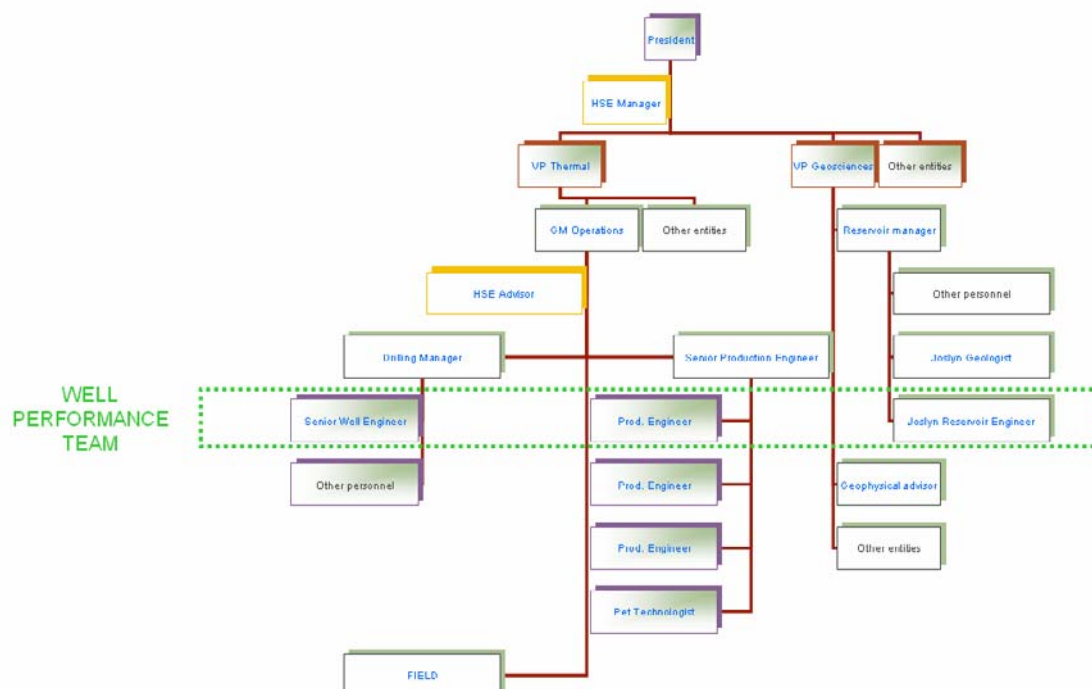 President
HSE Manager
VP Thermal
VP Geosciences
Other entities
GM Operations
Other entities
Reservoir manager
HSE Advisor
Other personnel
Drilling Manager
Senior Production Engineer
Joslyn Geologist
WELL
PERFORMANCE
TEAM
Senior Well Engineer
Prod. Engineer
Joslyn Reservoir Engineer
Other personnel
Prod. Engineer
Geophysical advisor
Prod. Engineer
Other entities
Pet Technologist
FIELD